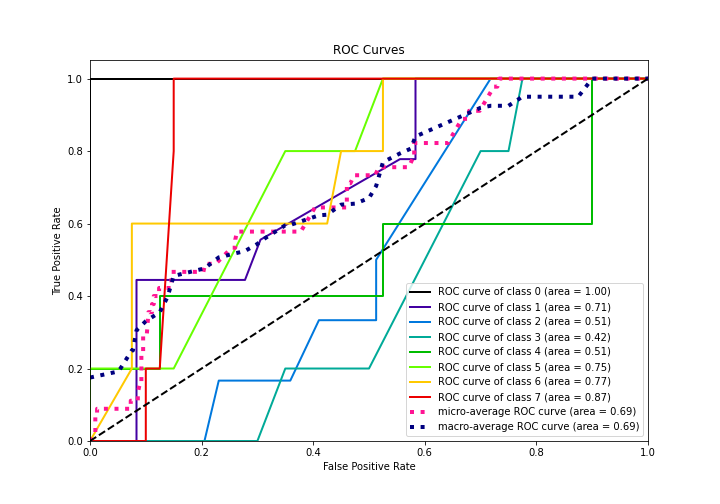 ROC Curves
1.0
0.8
0.6
0.4
0.2
0.0
True Positive Rate
ROC curve of class 0 (area = 1.00)
ROC curve of class 1 (area = 0.71)
ROC curve of class 2 (area = 0.51)
ROC curve of class 3 (area = 0.42)
ROC curve of class 4 (area = 0.51)
ROC curve of class 5 (area = 0.75)
ROC curve of class 6 (area = 0.77)
ROC curve of class 7 (area = 0.87)
micro-average ROC curve (area = 0.69)
macro-average ROC curve (area = 0.69)
0.0 0.2 0.4 0.6 0.8 1.0
False Positive Rate